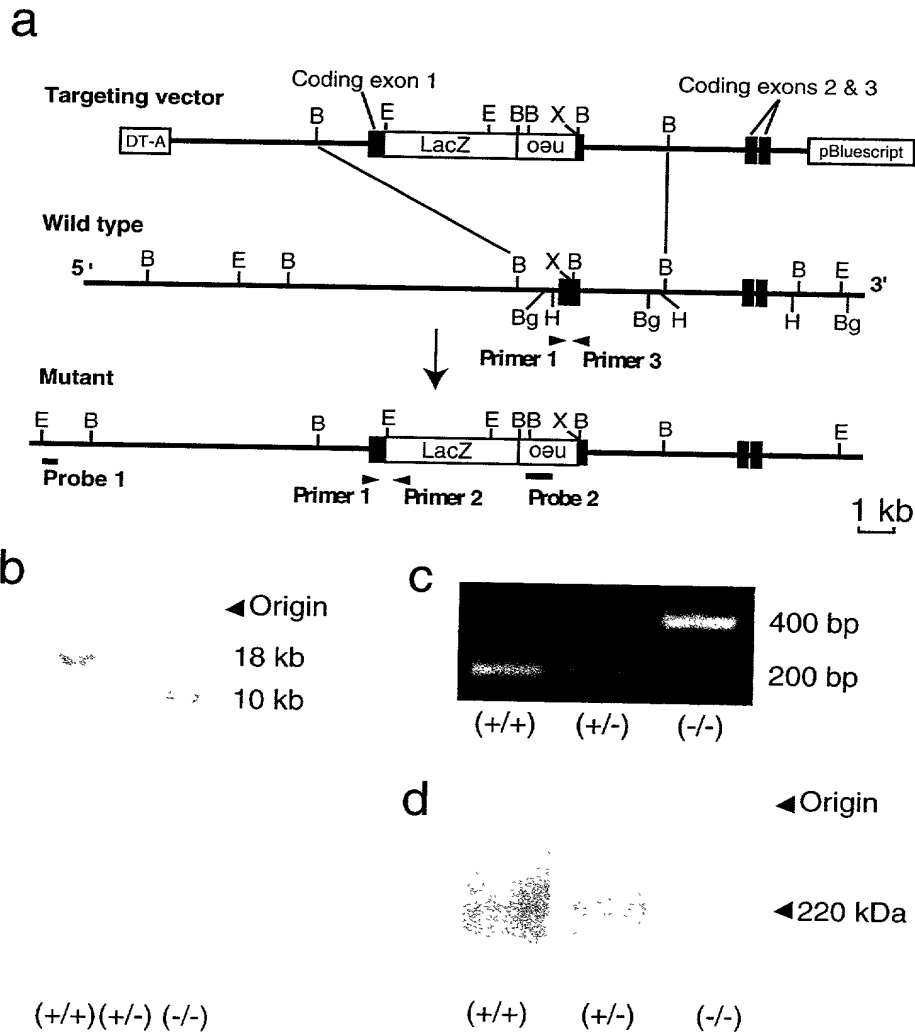 a
Coding exon 1
Coding exons 2 & 3
Targeting vector
B E E BB X B B
DT-A LacZ neo pBluescript
Wild type
5' B E B B X B B B E 3'
Bg H Bg H H Bg
Primer 1 Primer 3
Mutant
E B B E E BB X B B E
LacZ neo
Probe 1 Primer 1 Primer 2 Probe 2
1 kb
b
Origin
18 kb
10 kb
(+/+) (+/-) (-/-)
c
400 bp
200 bp
(+/+) (+/-) (-/-)
d
Origin
220 kDa
(+/+) (+/-) (-/-)